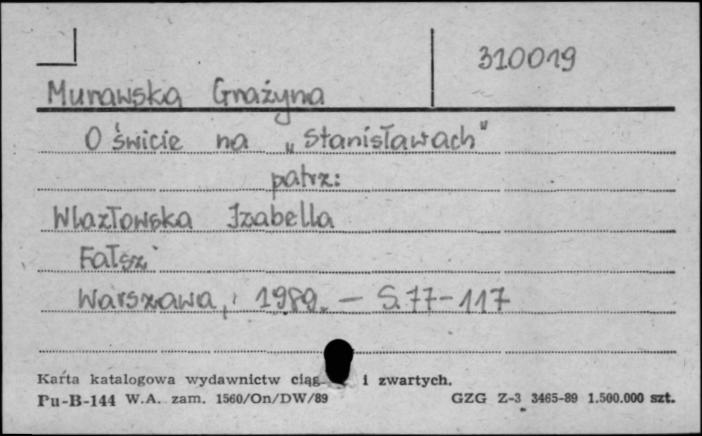 310019
Murawska Grażyna
O świcie na „Stanisławach"
patrz:
Wlazłowska Izabella
Fałsz
Warszawa, 1989. – S. 77-117
Karta katalogowa wydawnictw ciąg i zwartych.
Pu-B-144 W.A. zam. 1560/On/DW/89 GZG Z-3 3465-89 1.500.000 szt.